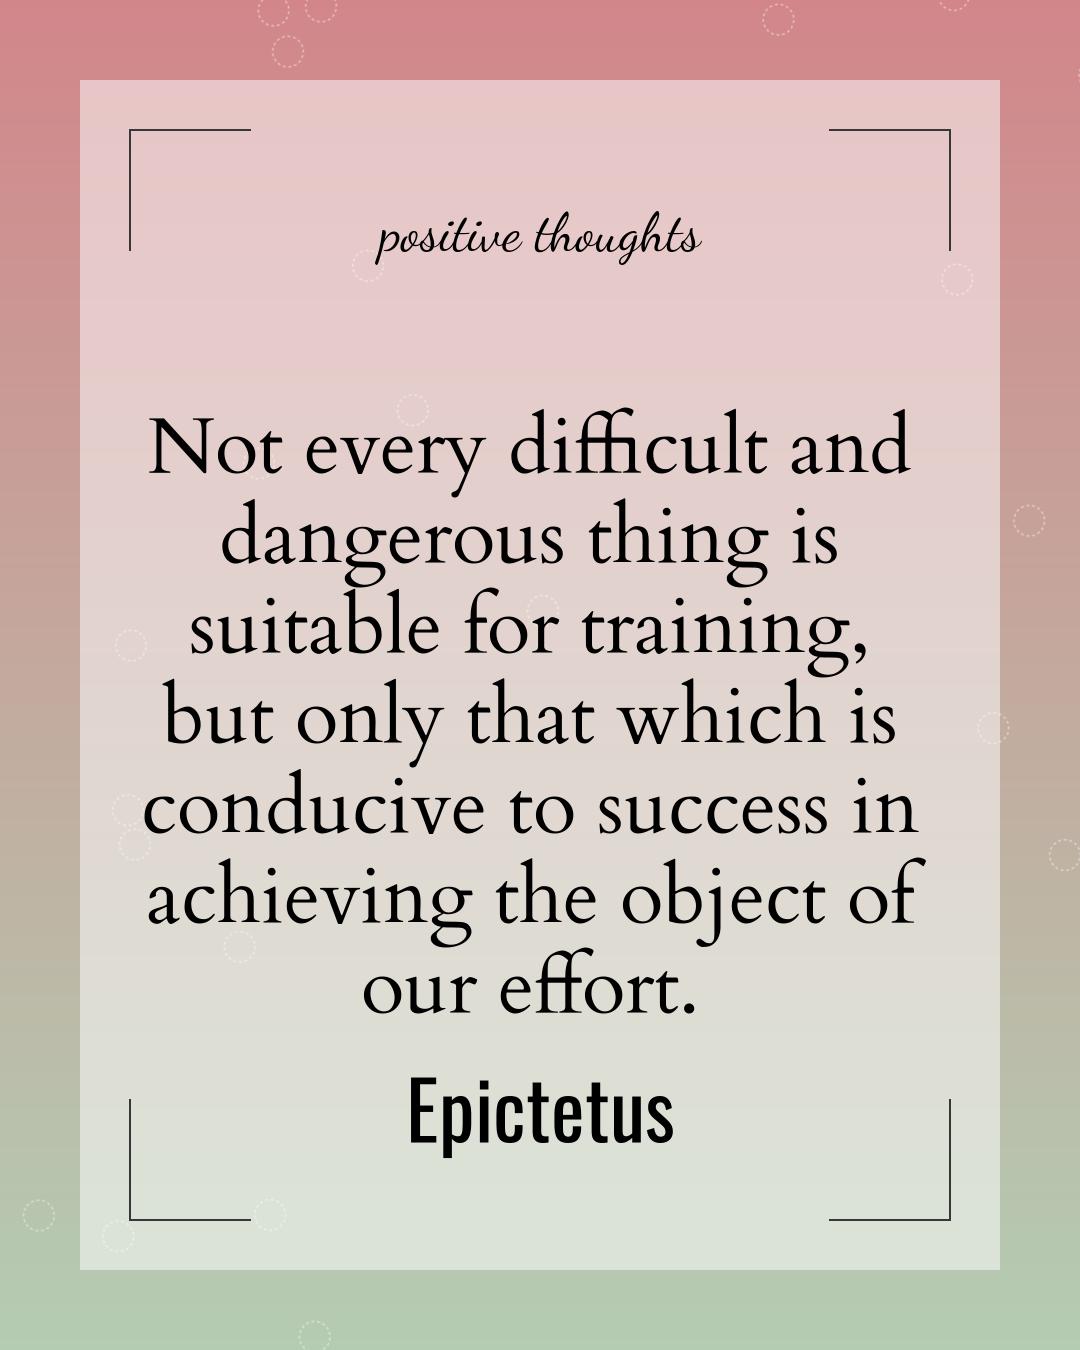 positive thoughts
Not every difficult and
dangerous thing is
suitable for training,
but only that which is
conducive to success in
achieving the object of
our effort.
Epictetus